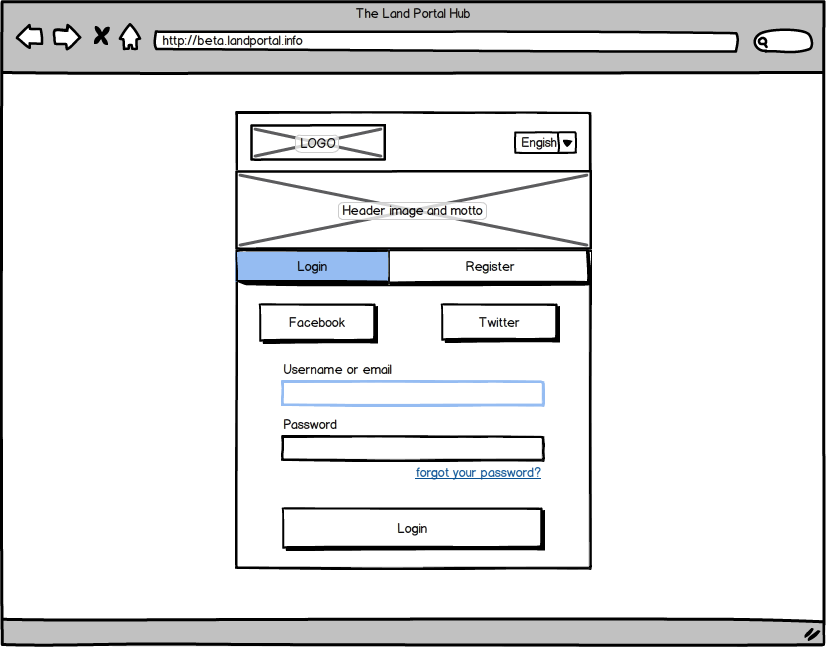 The Land Portal Hub
http://beta.landportal.info
LOGO
Engish
Header image and motto
Login
Register
Facebook
Twitter
Username or email
Password
forgot your password?
Login